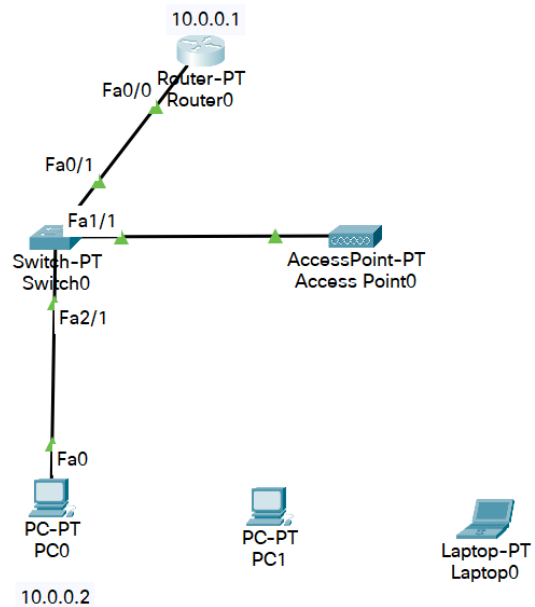 10.0.0.1
Router-PT
Router0
Fa0/0
Fa0/1
Fa1/1
Switch-PT
Switch0
AccessPoint-PT
Access Point0
Fa2/1
Fa0
PC-PT
PC0
PC-PT
PC1
Laptop-PT
Laptop0
10.0.0.2